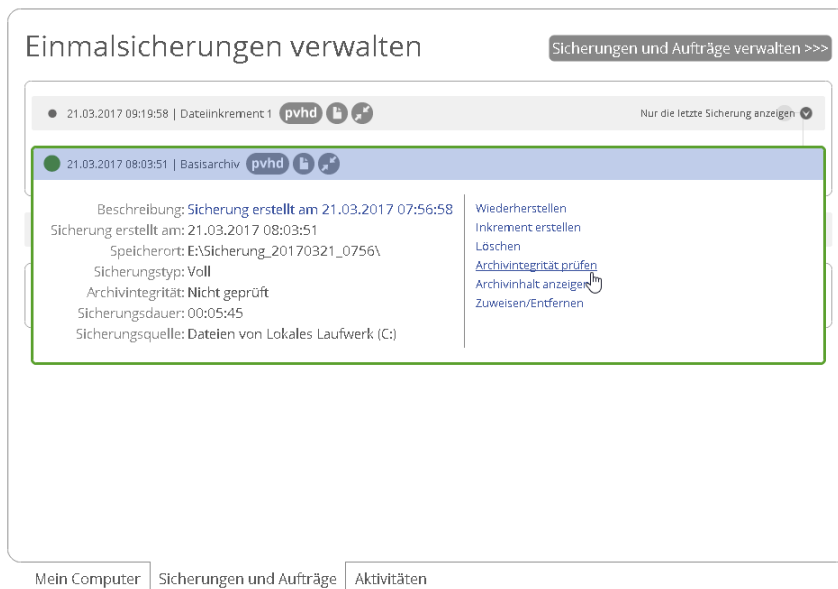 Einmalsicherungen verwalten
Sicherungen und Aufträge verwalten >>>
21.03.2017 09:19:58 | Dateiinkrement 1 pvhd
Nur die letzte Sicherung anzeigen
21.03.2017 08:03:51 | Basisarchiv pvhd
Beschreibung: Sicherung erstellt am 21.03.2017 07:56:58
Sicherung erstellt am: 21.03.2017 08:03:51
Speicherort: E:\Sicherung_20170321_0756\
Sicherungstyp: Voll
Archivintegrität: Nicht geprüft
Sicherungsdauer: 00:05:45
Sicherungsquelle: Dateien von Lokales Laufwerk (C:)
Wiederherstellen
Inkrement erstellen
Löschen
Archivintegrität prüfen
Archivinhalt anzeigen
Zuweisen/Entfernen
Mein Computer
Sicherungen und Aufträge
Aktivitäten